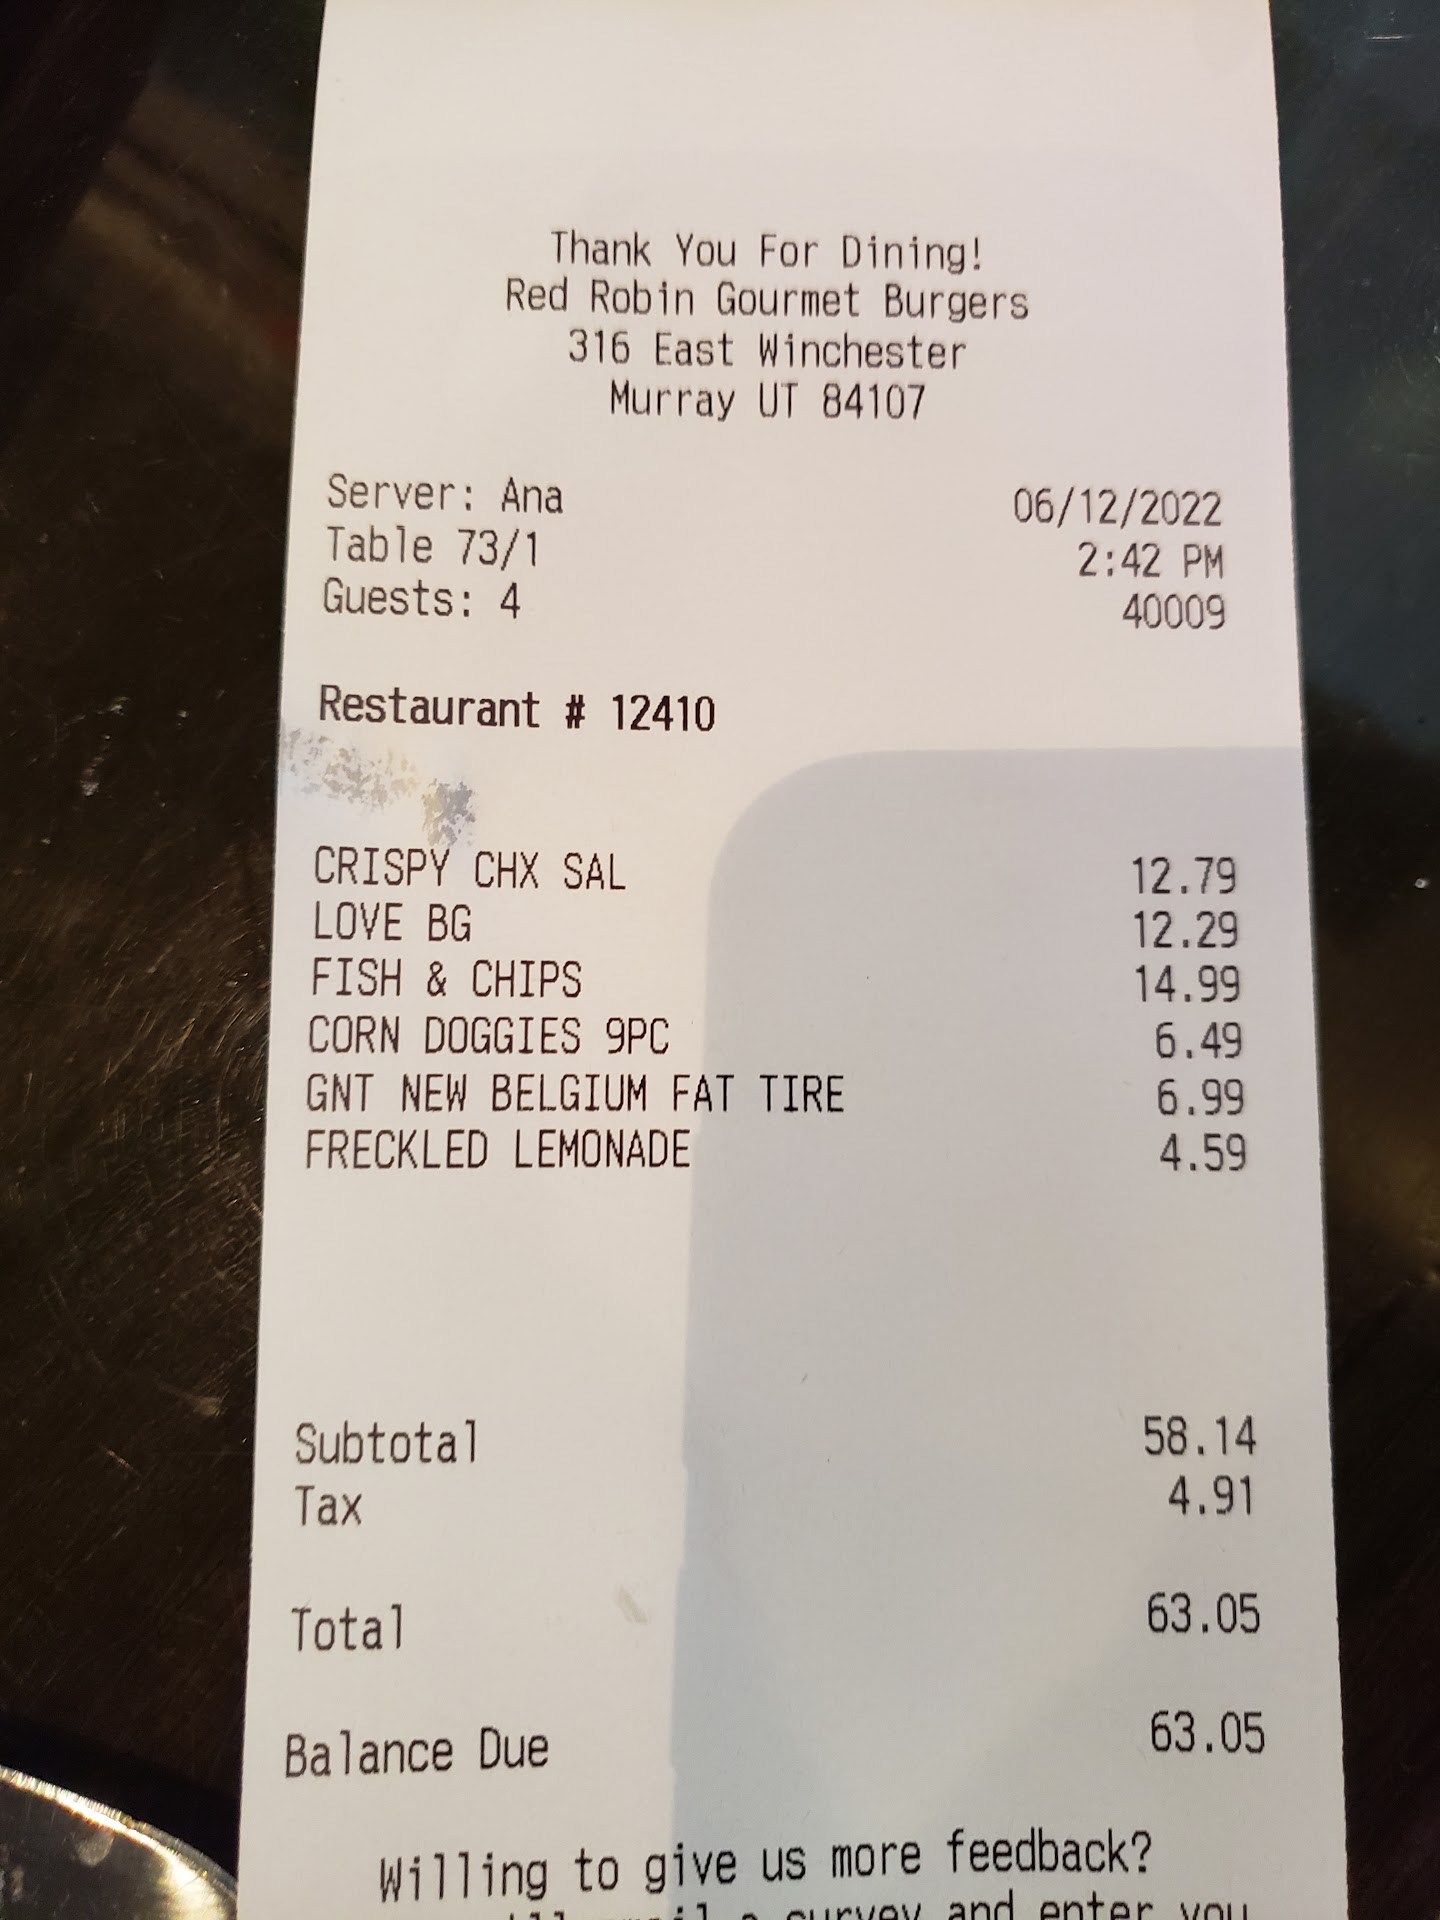 Thank You For Dining!
Red Robin Gourmet Burgers
316 East Winchester
Murray UT 84107
Server: Ana 06/12/2022
Table 73/1 2:42 PM
Guests: 4 40009
Restaurant # 12410
CRISPY CHX SAL 12.79
LOVE BG 12.29
FISH & CHIPS 14.99
CORN DOGGIES 9PC 6.49
GNT NEW BELGIUM FAT TIRE 6.99
FRECKLED LEMONADE 4.59
Subtotal 58.14
Tax 4.91
Total 63.05
Balance Due 63.05
Willing to give us more feedback?
a survey and enter you